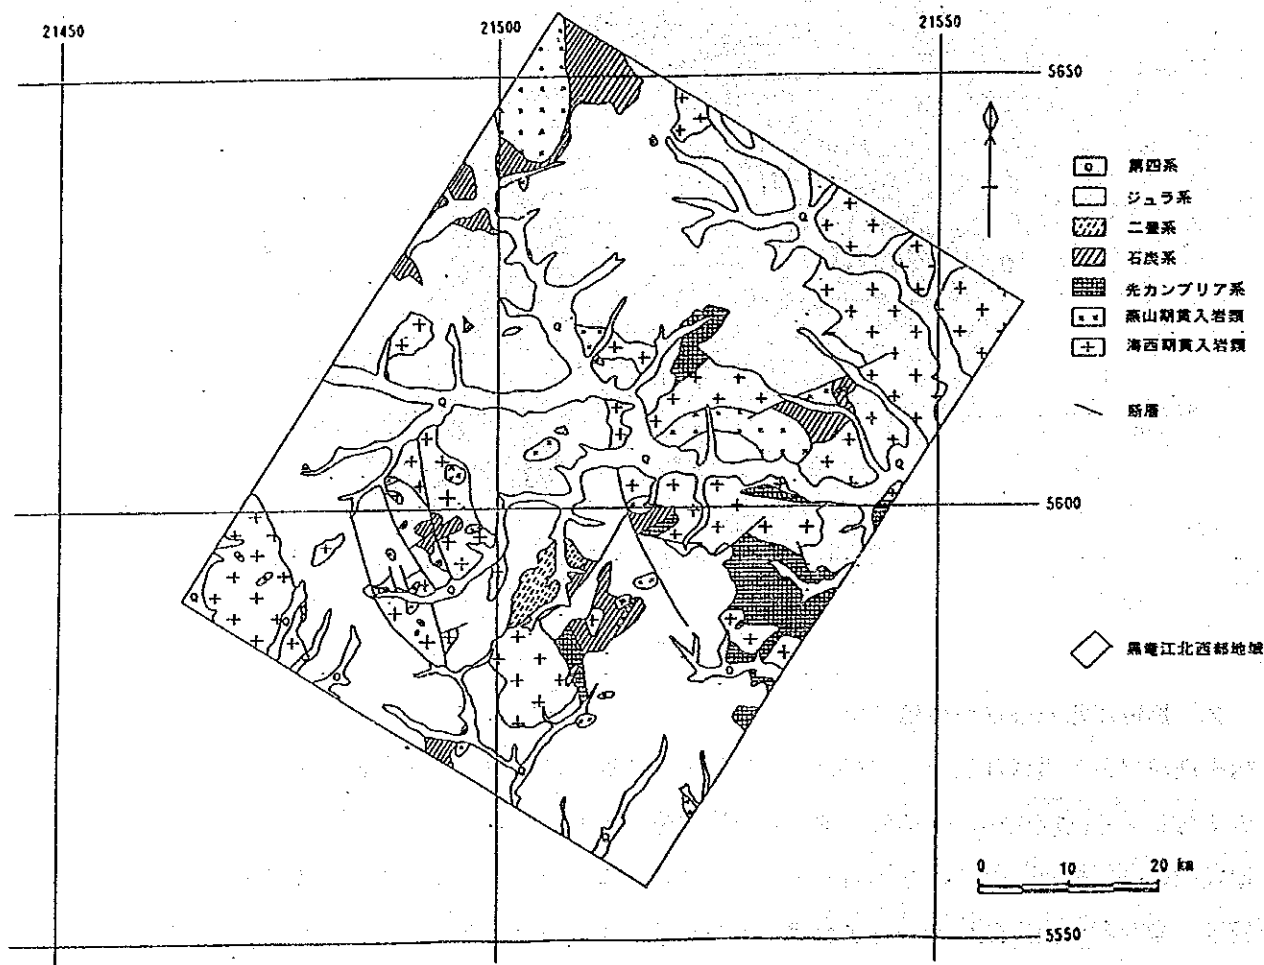 21450
21500
21550
5650
第四系
ジュラ系
二畳系
石炭系
先カンブリア系
燕山期貫入岩類
海西期貫入岩類
断層
5600
黒竜江北西部地域
0 10 20 km
5550